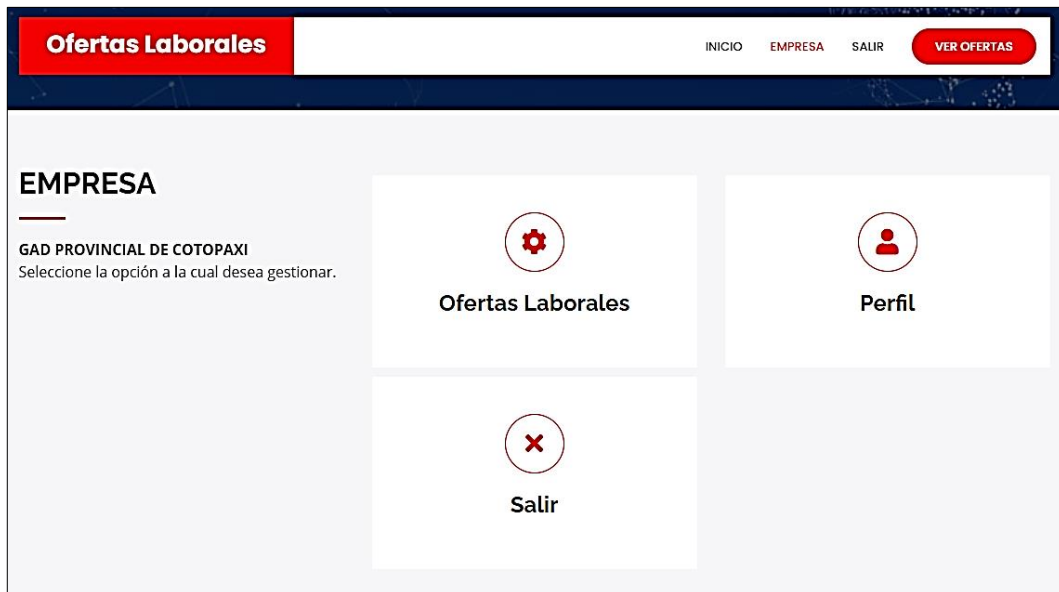 Ofertas Laborales
INICIO EMPRESA SALIR VER OFERTAS
EMPRESA
GAD PROVINCIAL DE COTOPAXI
Seleccione la opción a la cual desea gestionar.
Ofertas Laborales
Perfil
Salir